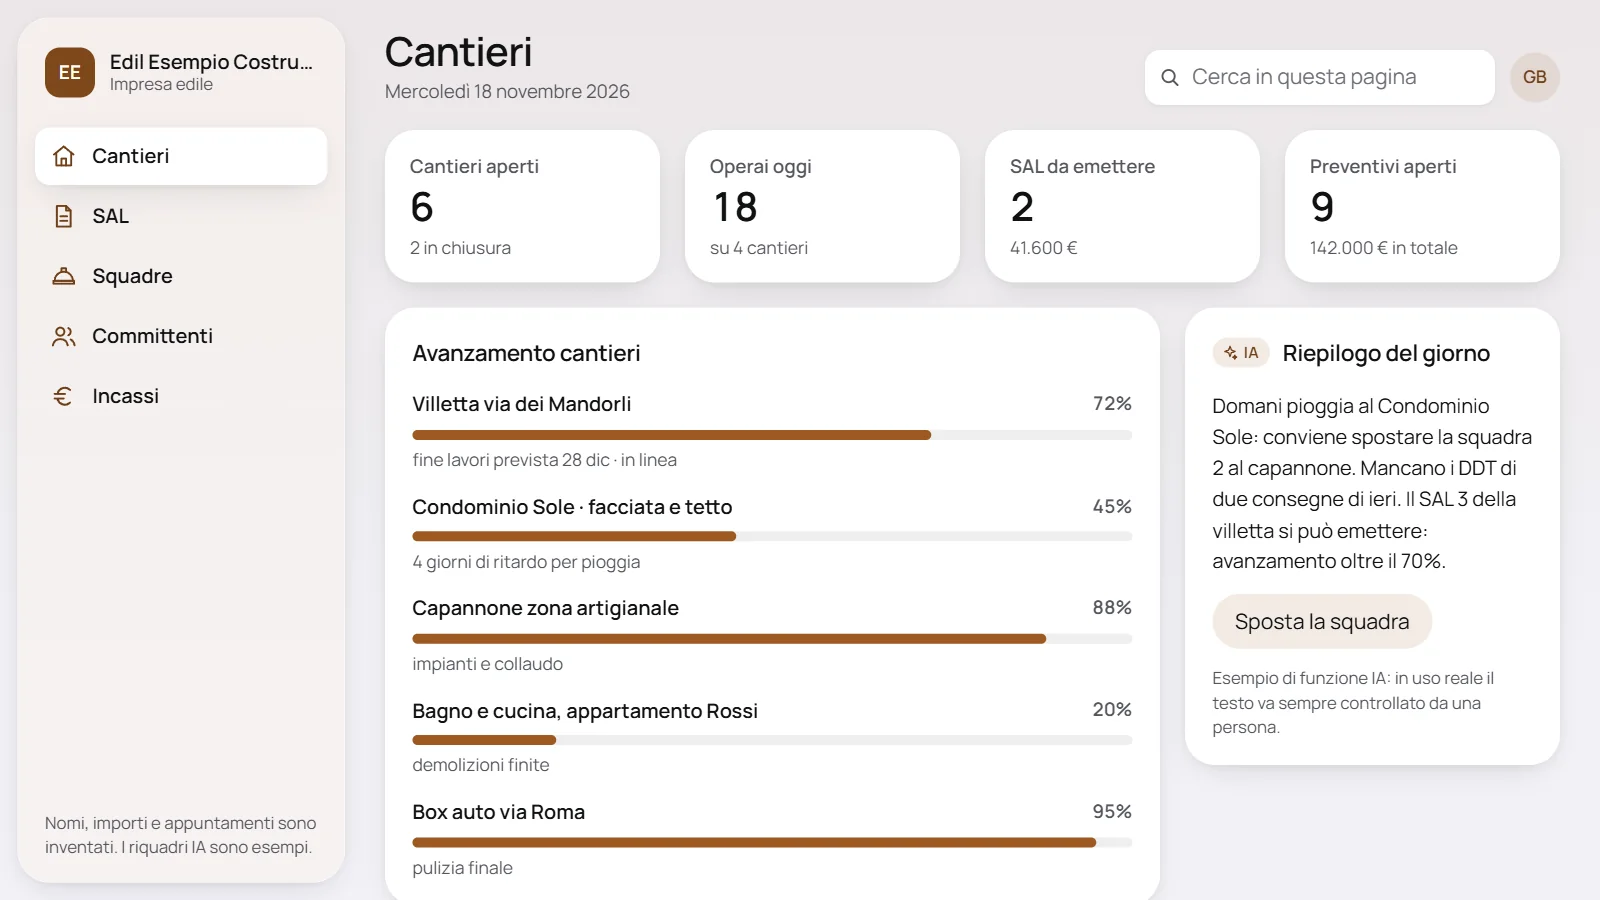 EE
Edil Esempio Costru...
Impresa edile
Cantieri
SAL
Squadre
Committenti
Incassi
Nomi, importi e appuntamenti sono
inventati. I riquadri IA sono esempi.
Cantieri
Mercoledì 18 novembre 2026
Cerca in questa pagina
GB
Cantieri aperti
6
2 in chiusura
Operai oggi
18
su 4 cantieri
SAL da emettere
2
41.600 €
Preventivi aperti
9
142.000 € in totale
Avanzamento cantieri
Villetta via dei Mandorli
72%
fine lavori prevista 28 dic · in linea
Condominio Sole · facciata e tetto
45%
4 giorni di ritardo per pioggia
Capannone zona artigianale
88%
impianti e collaudo
Bagno e cucina, appartamento Rossi
20%
demolizioni finite
Box auto via Roma
95%
pulizia finale
IA
Riepilogo del giorno
Domani pioggia al Condominio
Sole: conviene spostare la squadra
2 al capannone. Mancano i DDT di
due consegne di ieri. Il SAL 3 della
villetta si può emettere:
avanzamento oltre il 70%.
Sposta la squadra
Esempio di funzione IA: in uso reale il
testo va sempre controllato da una
persona.